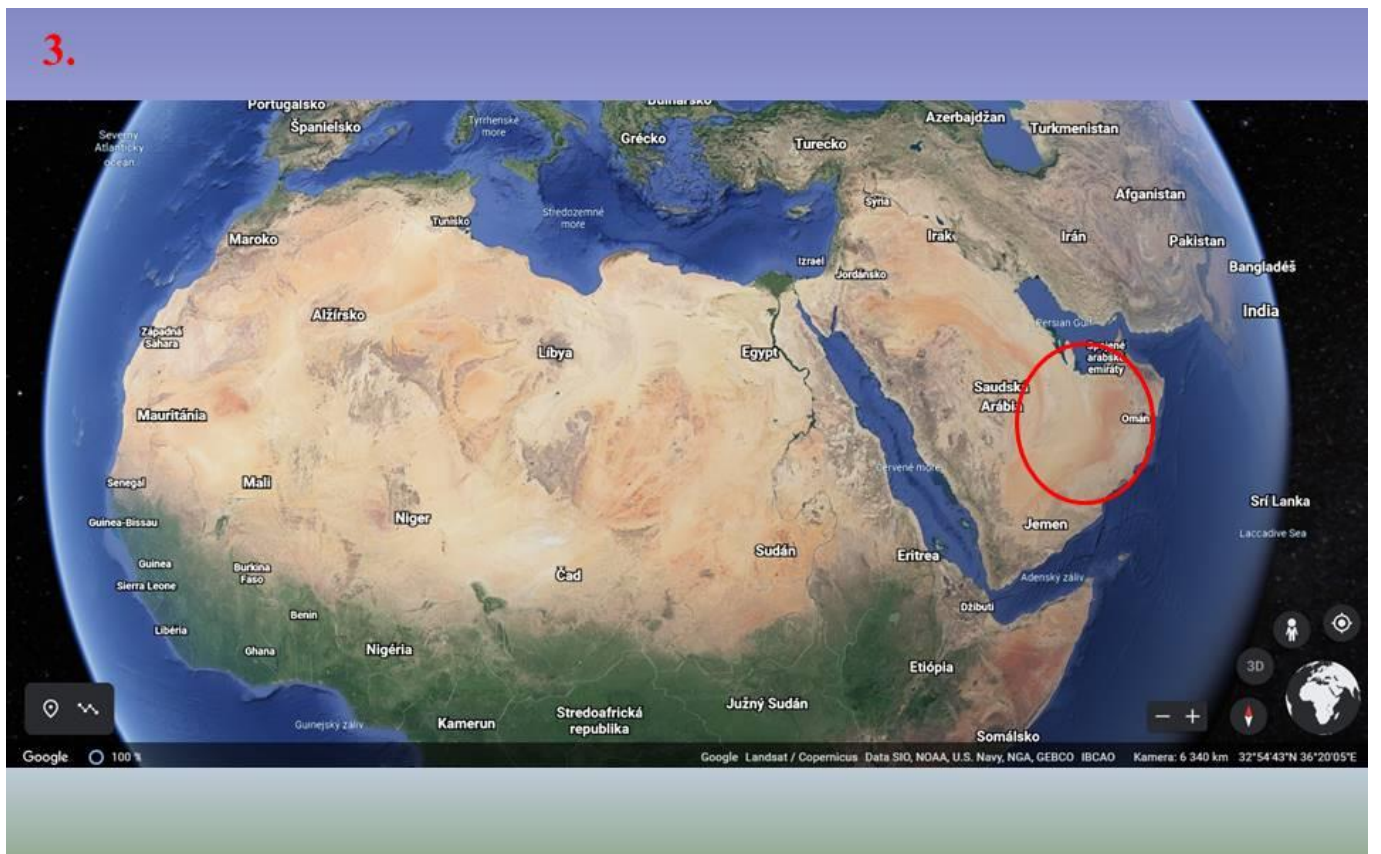 3.
Portugalsko
Španielsko
Severný
Atlantický
oceán
Tyrrhenské
more
Grécko
Turecko
Azerbajdžan
Turkmenistan
Afganistan
Sýria
Tunisko
Stredozemné
more
Maroko
Irak
Irán
Pakistan
Izrael
Jordánsko
Bangladéš
India
Alžírsko
Persian Gulf
Západná
Sahara
Líbya
Egypt
Spojené
arabské
emiráty
Saudská
Arábia
Mauritánia
Omán
Senegal
Mali
Červené more
Niger
Srí Lanka
Guinea-Bissau
Jemen
Laccadive Sea
Sudán
Eritrea
Guinea
Burkina
Faso
Čad
Adenský záliv
Sierra Leone
Džibuti
Benin
Libéria
Ghana
Nigéria
Etiópia
3D
Južný Sudán
Guinejský záliv
Kamerun
Stredoafrická
republika
Somálsko
Google 100 %
Google Landsat / Copernicus Data SIO, NOAA, U.S. Navy, NGA, GEBCO IBCAO Kamera: 6 340 km 32°54'43"N 36°20'05"E